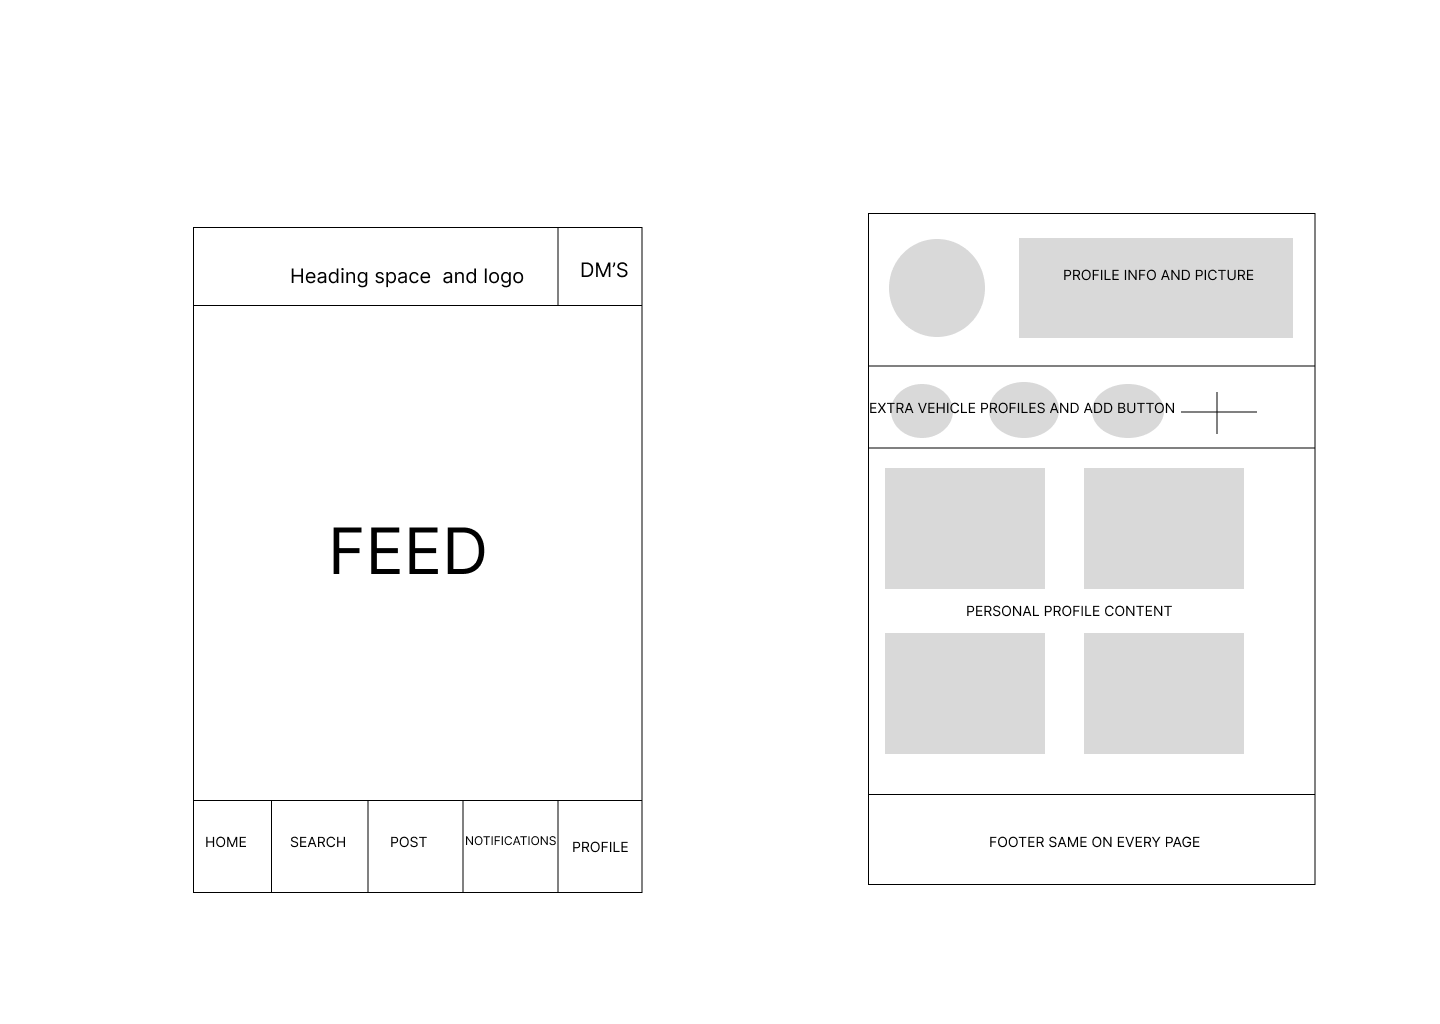 Heading space  and logo
DM’S
FEED
HOME
SEARCH
POST
NOTIFICATIONS
PROFILE
PROFILE INFO AND PICTURE
EXTRA VEHICLE PROFILES AND ADD BUTTON
PERSONAL PROFILE CONTENT
FOOTER SAME ON EVERY PAGE